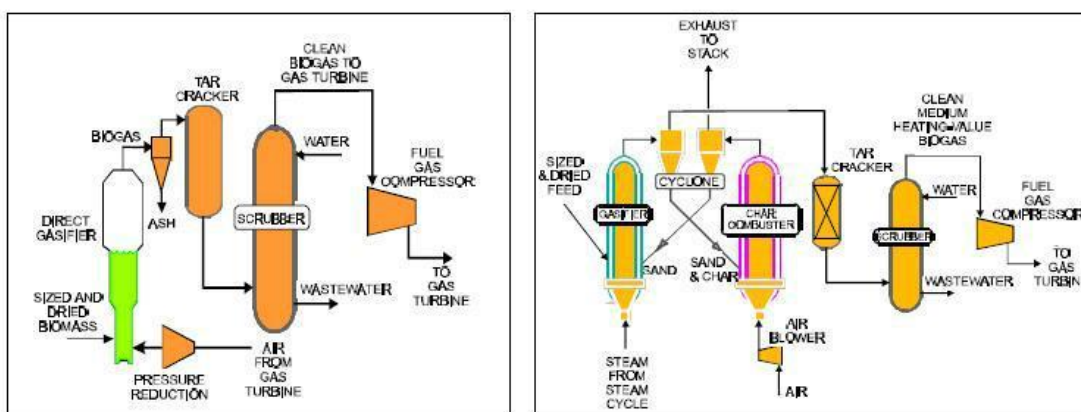 CLEAN
BIOGAS TO
GAS TURBINE
TAR
CRACKER
BIOGAS
WATER
FUEL
GAS
COMPRESSOR
DIRECT
GASIFIER
ASH
SCRUBBER
TO
GAS
TURBINE
WASTEWATER
SIZED AND
DRIED
BIOMASS
AIR
FROM GAS
TURBINE
PRESSURE
REDUCTION
EXHAUST
TO
STACK
CLEAN
MEDIUM
HEATING-VALUE
BIOGAS
SIZED
& DRIED
FEED
CYCLONE
TAR
CRACKER
WATER
FUEL
GAS
COMPRESSOR
GASIFIER
CHAR
COMBUSTER
SCRUBBER
SAND
SAND
& CHAR
TO
GAS
TURBINE
WASTEWATER
AIR
BLOWER
STEAM
FROM
STEAM
CYCLE
AIR